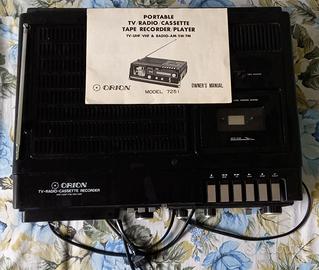 PORTABLE
TV/RADIO/CASSETTE
TAPE RECORDER/PLAYER
TV-UHF VHF & RADIO-AM-SW-FM
ORION
MODEL 7251
OWNER'S MANUAL
ORION
TV-RADIO-CASSETTE RECORDER